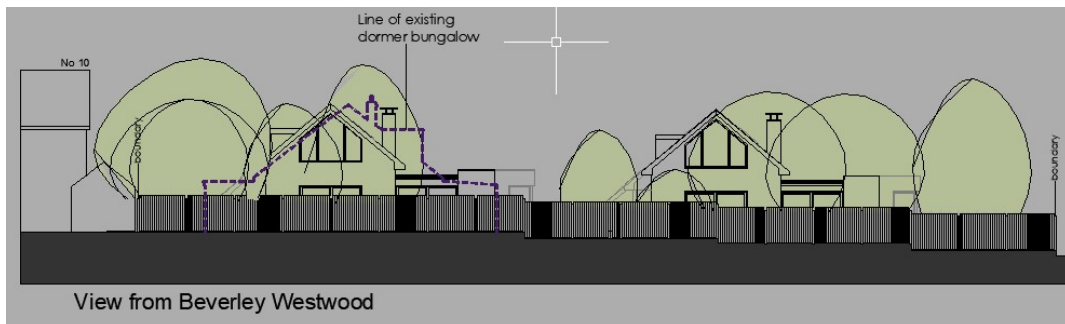 Line of existing
dormer bungalow
No 10
boundary
boundary
View from Beverley Westwood